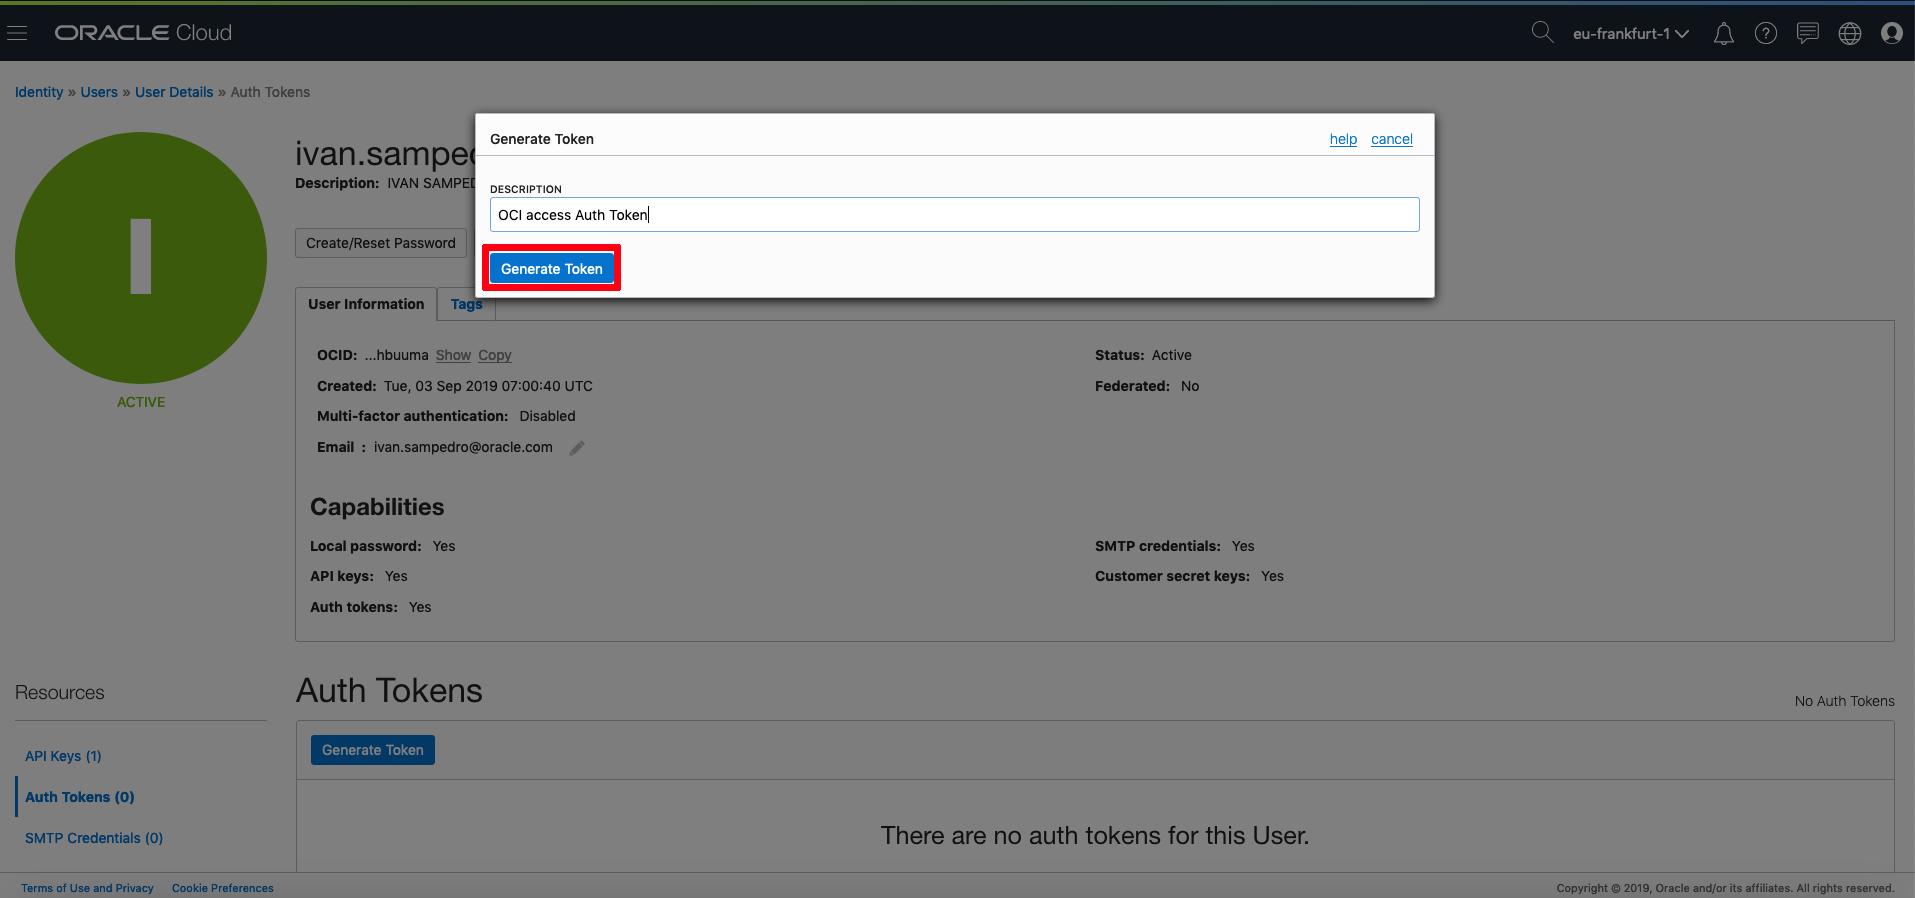 ORACLE Cloud
eu-frankfurt-1
Identity » Users » User Details » Auth Tokens
I
ACTIVE
ivan.samped
Description: IVAN SAMPED
Create/Reset Password
Generate Token
help cancel
DESCRIPTION
OCI access Auth Token
Generate Token
User Information Tags
OCID: ...hbuuma Show Copy
Created: Tue, 03 Sep 2019 07:00:40 UTC
Multi-factor authentication: Disabled
Email : ivan.sampedro@oracle.com
Status: Active
Federated: No
Capabilities
Local password: Yes
API keys: Yes
Auth tokens: Yes
SMTP credentials: Yes
Customer secret keys: Yes
Resources
API Keys (1)
Auth Tokens (0)
SMTP Credentials (0)
Auth Tokens
No Auth Tokens
Generate Token
There are no auth tokens for this User.
Terms of Use and Privacy Cookie Preferences
Copyright © 2019, Oracle and/or its affiliates. All rights reserved.